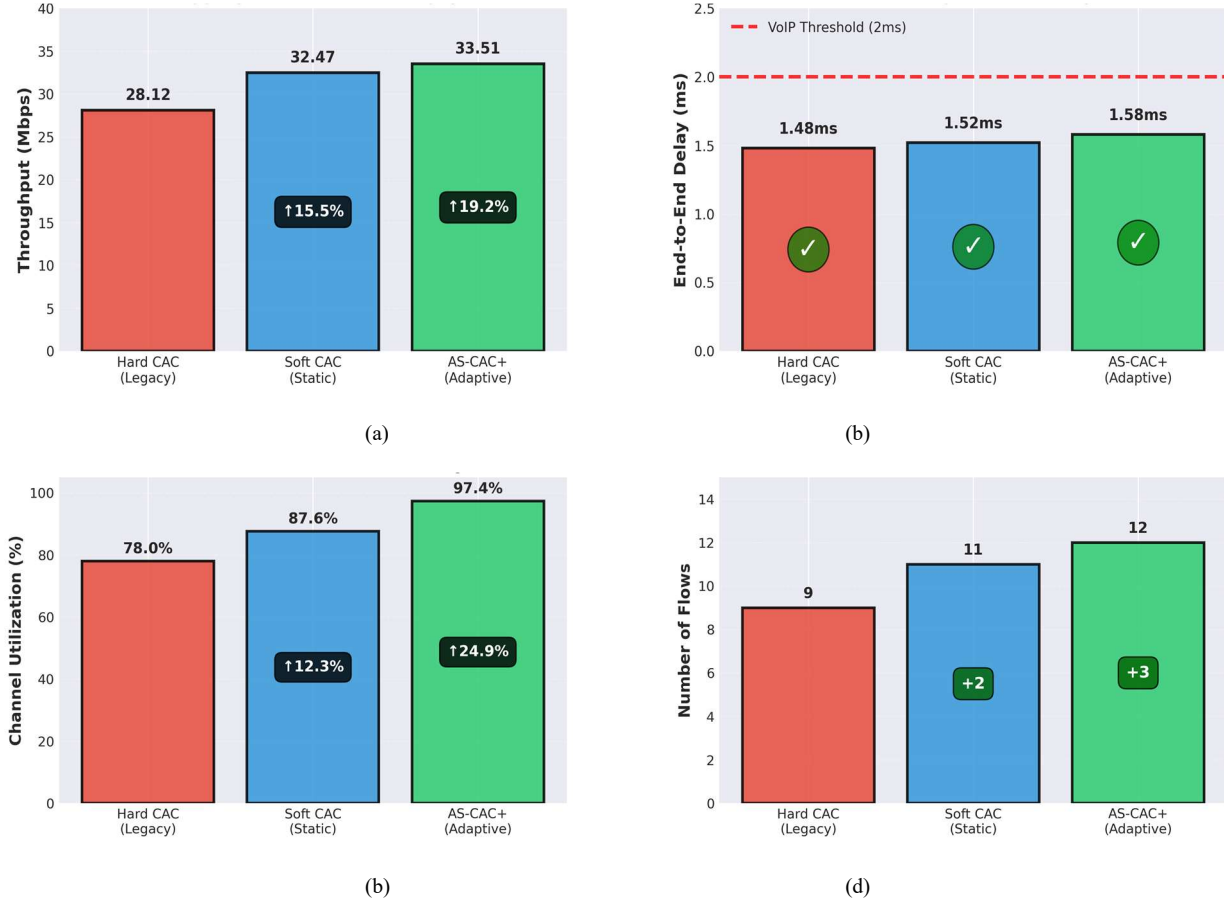 Throughput (Mbps)
40
35
30
25
20
15
10
5
0
28.12
32.47
33.51
↑15.5%
↑19.2%
Hard CAC
(Legacy)
Soft CAC
(Static)
AS-CAC+
(Adaptive)
(a)
End-to-End Delay (ms)
2.5
2.0
1.5
1.0
0.5
0.0
VoIP Threshold (2ms)
1.48ms
1.52ms
1.58ms
✓
✓
✓
Hard CAC
(Legacy)
Soft CAC
(Static)
AS-CAC+
(Adaptive)
(b)
Channel Utilization (%)
100
80
60
40
20
0
78.0%
87.6%
97.4%
↑12.3%
↑24.9%
Hard CAC
(Legacy)
Soft CAC
(Static)
AS-CAC+
(Adaptive)
(b)
Number of Flows
14
12
10
8
6
4
2
0
9
11
12
+2
+3
Hard CAC
(Legacy)
Soft CAC
(Static)
AS-CAC+
(Adaptive)
(d)